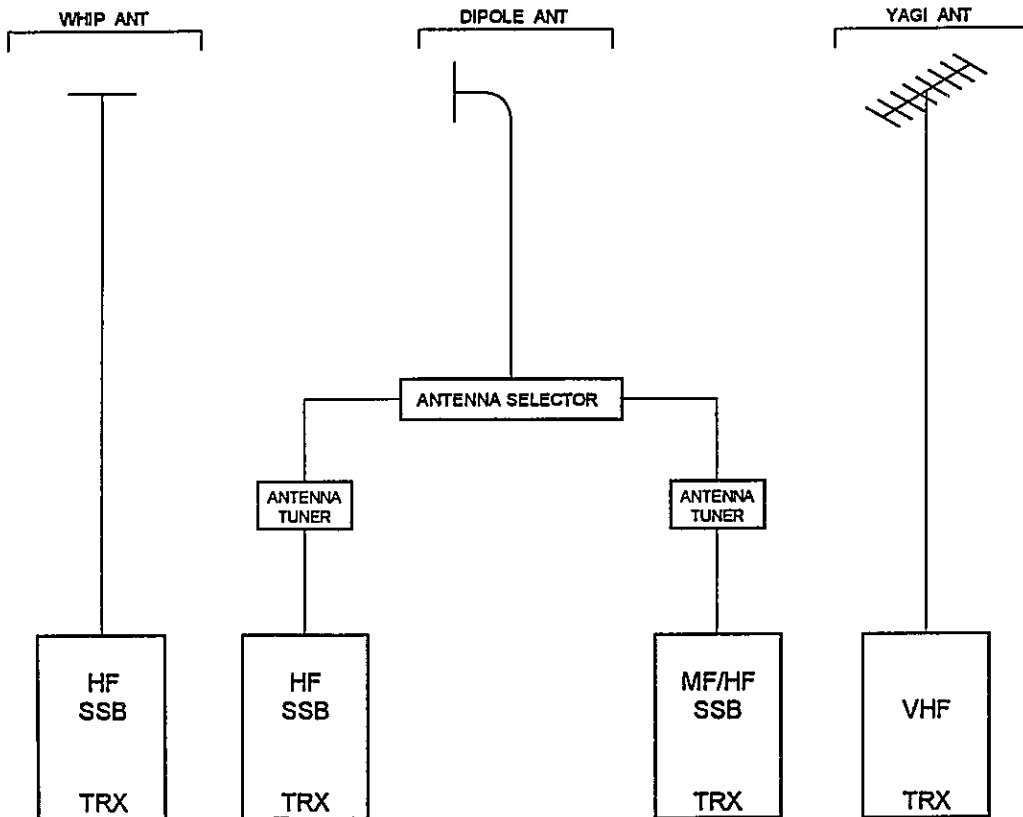 WHIP ANT
DIPOLE ANT
YAGI ANT
ANTENNA SELECTOR
ANTENNA
TUNER
ANTENNA
TUNER
HF
SSB
TRX
HF
SSB
TRX
MF/HF
SSB
TRX
VHF
TRX